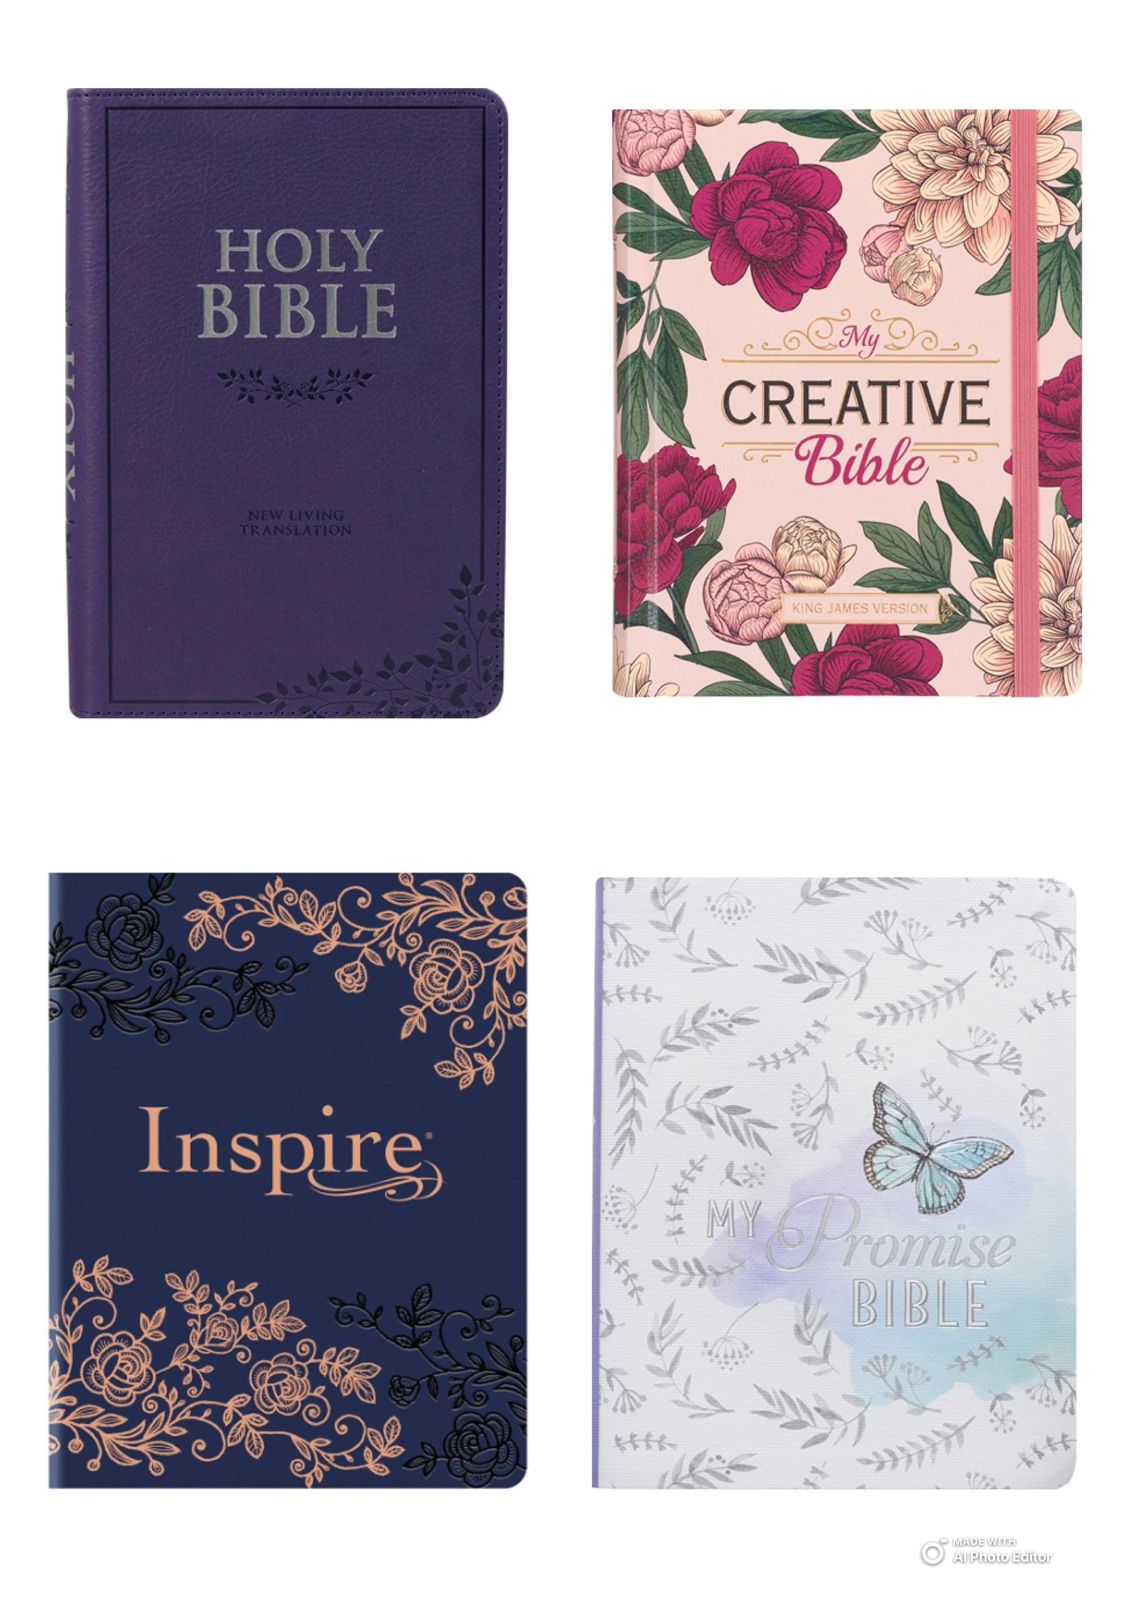 HOLY
BIBLE
HOLY
NEW LIVING
TRANSLATION
My
CREATIVE
Bible
KING JAMES VERSION
Inspire®
MY Promise
BIBLE
MADE WITH
AI Photo Editor